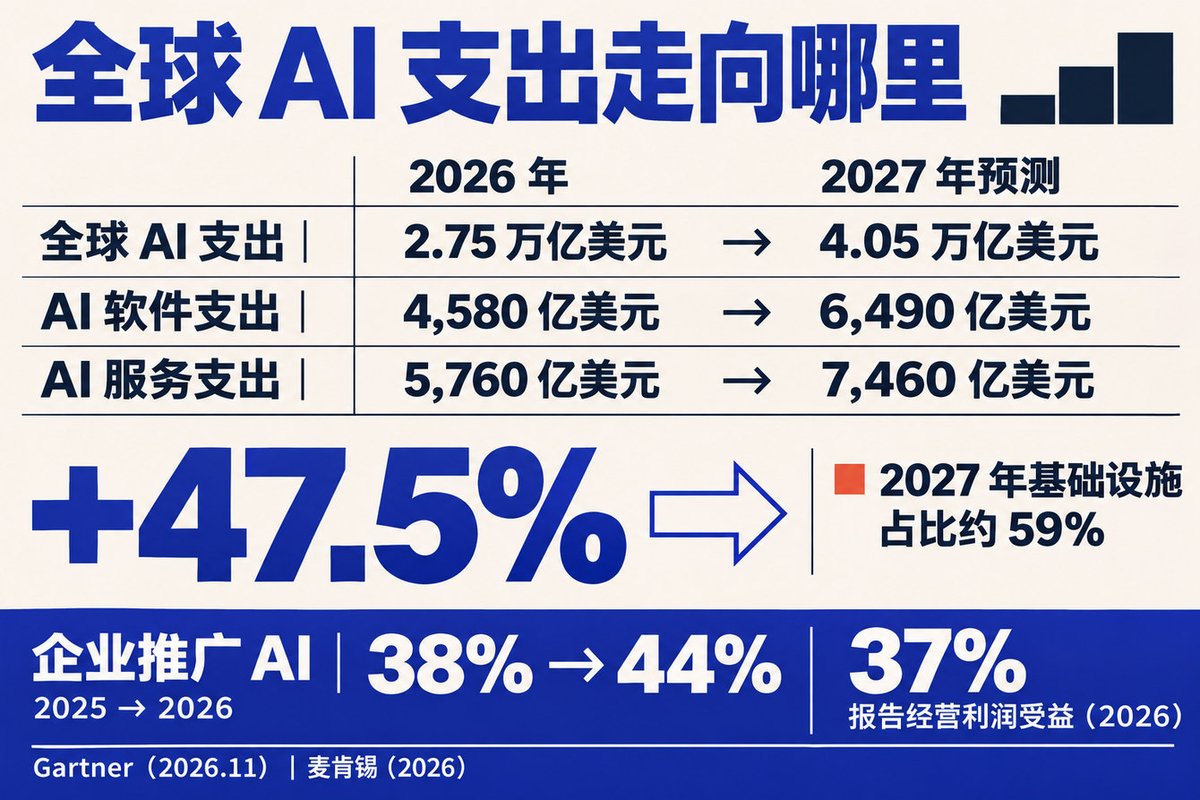 全球 AI 支出走向哪里
2026 年 2027 年预测
全球 AI 支出 | 2.75 万亿美元 → 4.05 万亿美元
AI 软件支出 | 4,580 亿美元 → 6,490 亿美元
AI 服务支出 | 5,760 亿美元 → 7,460 亿美元
+47.5%
2027 年基础设施
占比约 59%
企业推广 AI | 38% → 44%
2025 → 2026
37%
报告经营利润受益（2026）
Gartner（2026.11） | 麦肯锡（2026）